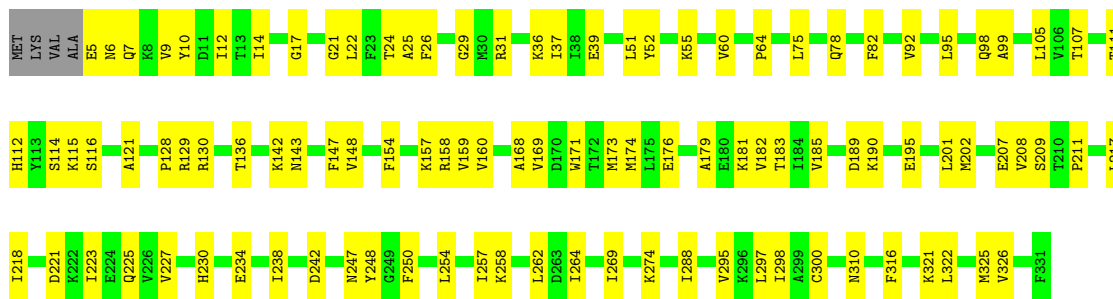 MET LYS VAL ALA E5 N6 Q7 K8 V9 Y10 D11 I12 T13 I14 G17 G21 L22 F23 T24 A25 F26 G29 M30 R31 K36 I37 I38 E39 L51 Y52 K55 V60 P64 L75 Q78 F82 V92 L95 Q98 A99 L105 V106 T107
H112 Y113 S114 K115 S116 A121 P128 R129 R130 T136 K142 N143 F147 V148 F154 K157 R158 V159 V160 A168 V169 D170 W171 T172 M173 M174 L175 E176 A179 E180 K181 V182 T183 I184 V185 D189 K190 E195 L201 M202 E207 V208 S209 T210 P211
I218 D221 K222 I223 E224 Q225 V226 V227 H230 E234 I238 D242 N247 Y248 G249 F250 L254 I257 K258 L262 D263 I264 I269 K274 I288 V295 K296 L297 I298 A299 C300 N310 F316 K321 L322 M325 V326 F331